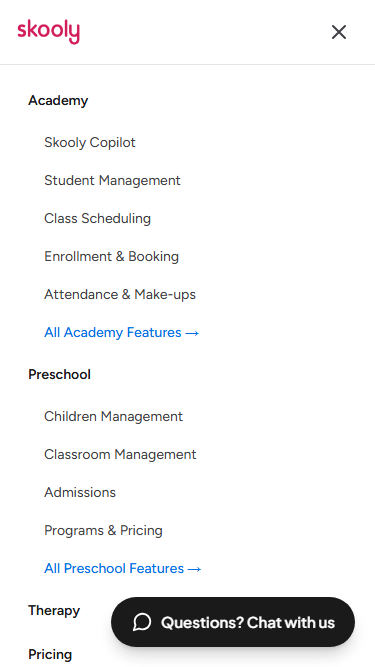 skooly
Academy
Skooly Copilot
Student Management
Class Scheduling
Enrollment & Booking
Attendance & Make-ups
All Academy Features →
Preschool
Children Management
Classroom Management
Admissions
Programs & Pricing
All Preschool Features →
Therapy
Questions? Chat with us
Pricing